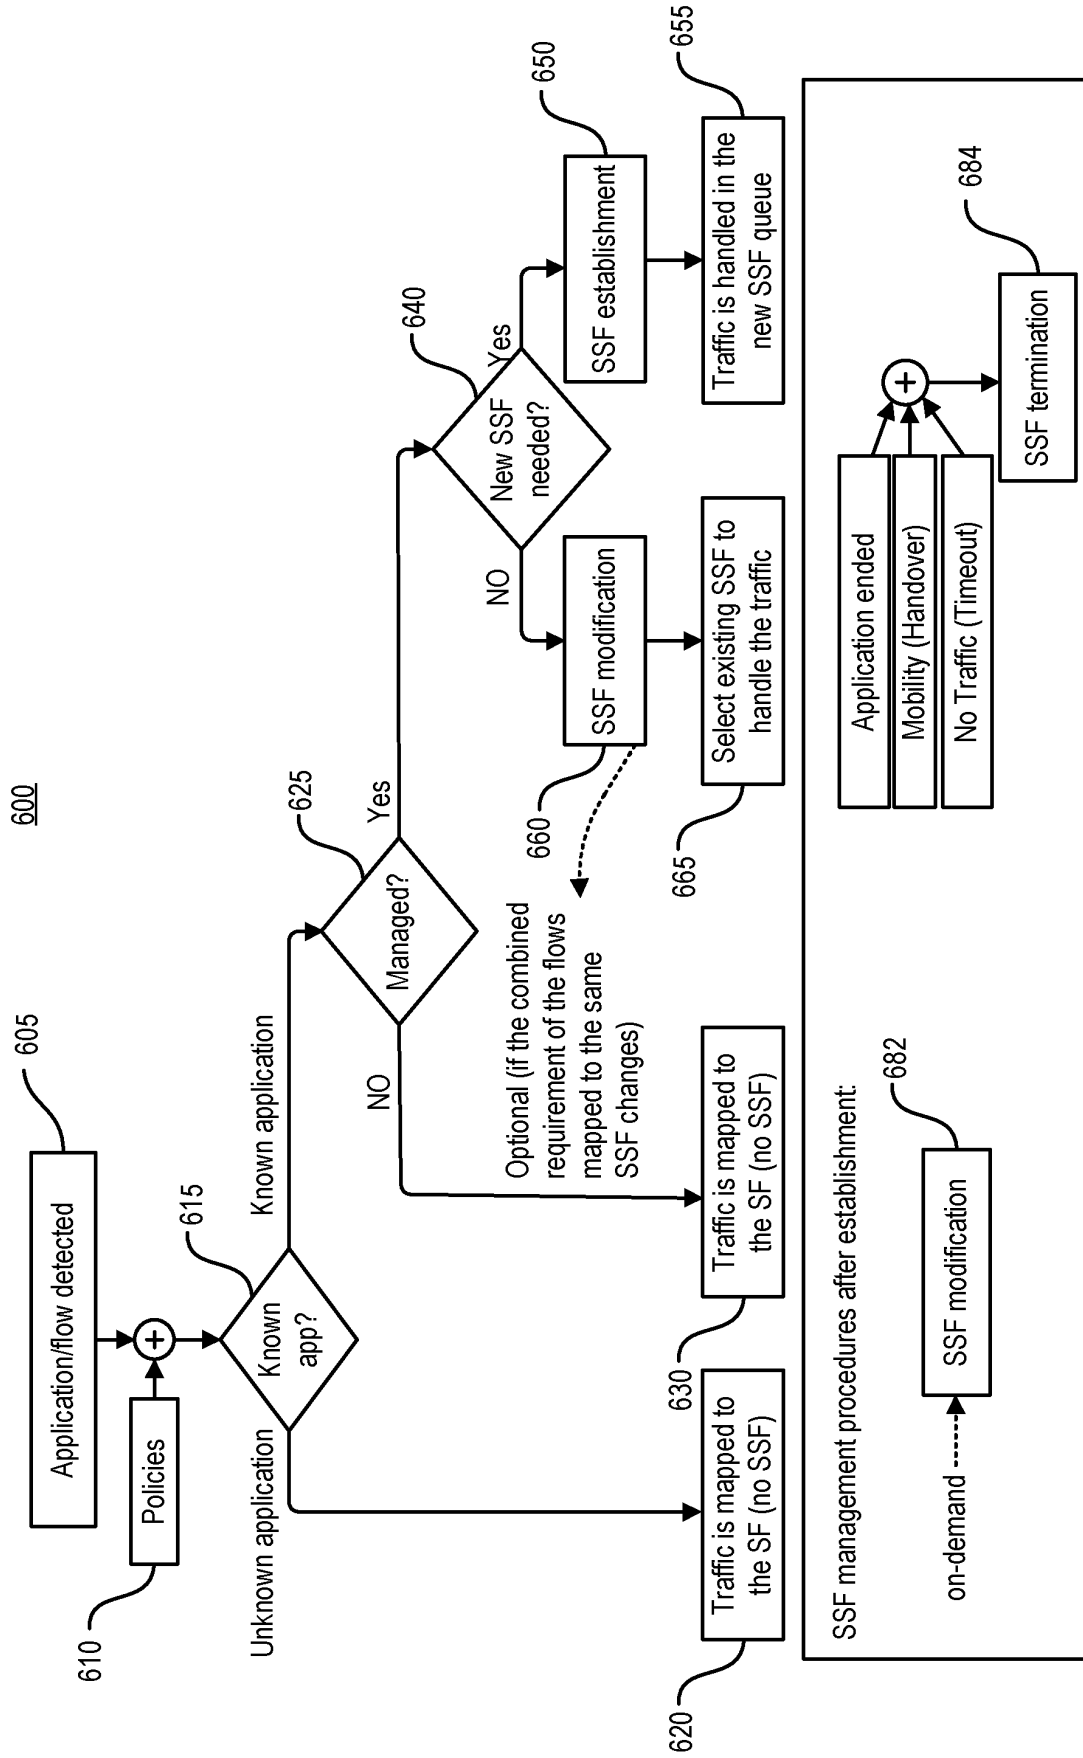 600
Application/flow detected
605
Policies
610
Known
app?
615
Unknown application
Known application
Managed?
625
NO
Yes
New SSF
needed?
640
NO
Yes
SSF modification
660
SSF establishment
650
Optional (if the combined
requirement of the flows
mapped to the same
SSF changes)
Traffic is mapped to
the SF (no SSF)
620
Traffic is mapped to
the SF (no SSF)
630
Select existing SSF to
handle the traffic
665
Traffic is handled in the
new SSF queue
655
SSF management procedures after establishment:
on-demand
SSF modification
682
Application ended
Mobility (Handover)
No Traffic (Timeout)
SSF termination
684